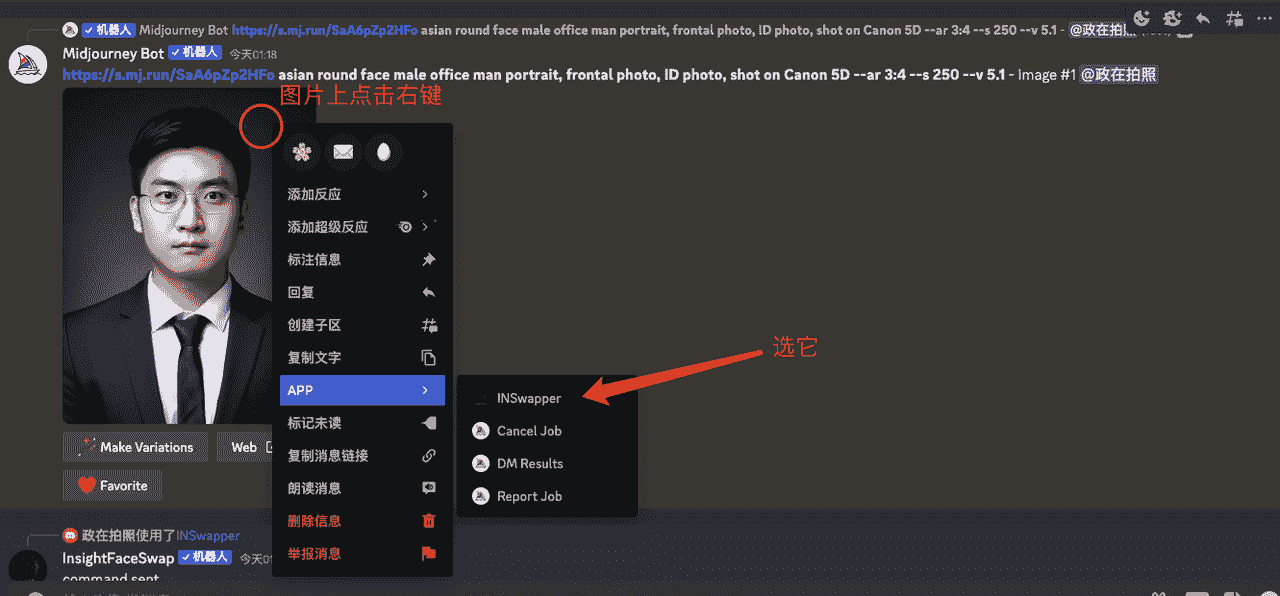 机器人 Midjourney Bot https://s.mj.run/SaA6pZp2HFo asian round face male office man portrait, frontal photo, ID photo, shot on Canon 5D --ar 3:4 --s 250 --v 5.1 - @政在拍照
Midjourney Bot 机器人 今天01:18
https://s.mj.run/SaA6pZp2HFo asian round face male office man portrait, frontal photo, ID photo, shot on Canon 5D --ar 3:4 --s 250 --v 5.1 - Image #1 @政在拍照
图片上点击右键
添加反应
添加超级反应
标注信息
回复
创建子区
复制文字
APP
标记未读
复制消息链接
朗读消息
删除信息
举报消息
选它
INSwapper
Cancel Job
DM Results
Report Job
Make Variations
Web
Favorite
政在拍照使用了INSwapper
InsightFaceSwap 机器人
command sent